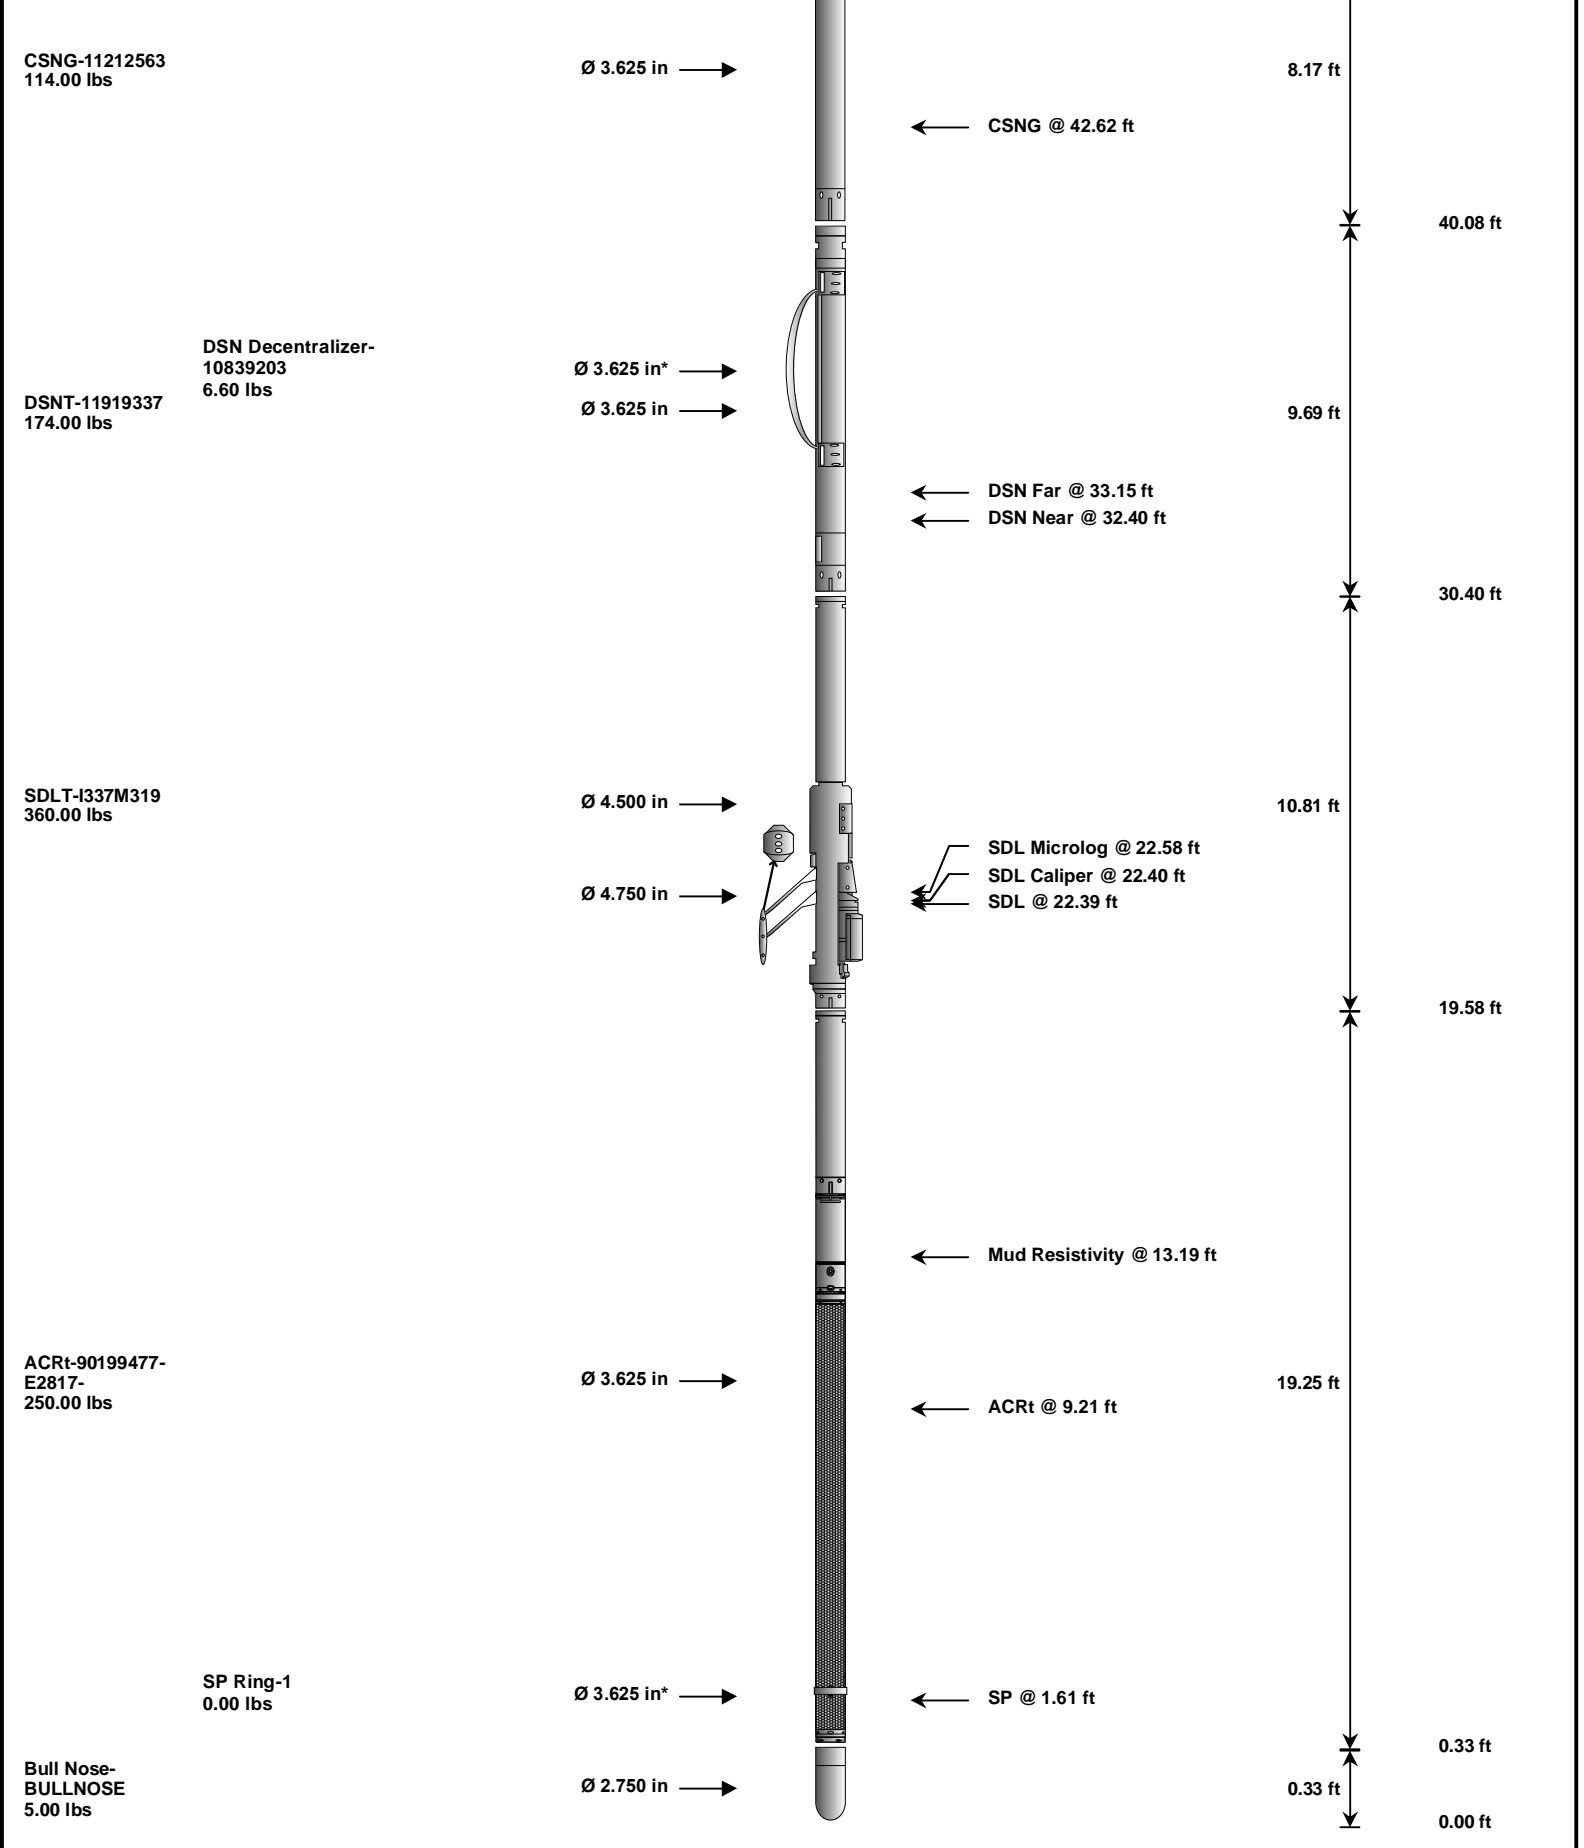 CSNG-11212563
114.00 lbs
Ø 3.625 in
8.17 ft
CSNG @ 42.62 ft
40.08 ft
DSN Decentralizer-
10839203
6.60 lbs
Ø 3.625 in*
DSNT-11919337
174.00 lbs
Ø 3.625 in
9.69 ft
DSN Far @ 33.15 ft
DSN Near @ 32.40 ft
30.40 ft
SDLT-I337M319
360.00 lbs
Ø 4.500 in
10.81 ft
SDL Microlog @ 22.58 ft
SDL Caliper @ 22.40 ft
Ø 4.750 in
SDL @ 22.39 ft
19.58 ft
Mud Resistivity @ 13.19 ft
ACRt-90199477-
E2817-
250.00 lbs
Ø 3.625 in
19.25 ft
ACRt @ 9.21 ft
SP Ring-1
0.00 lbs
Ø 3.625 in*
SP @ 1.61 ft
0.33 ft
Bull Nose-
BULLNOSE
5.00 lbs
Ø 2.750 in
0.33 ft
0.00 ft